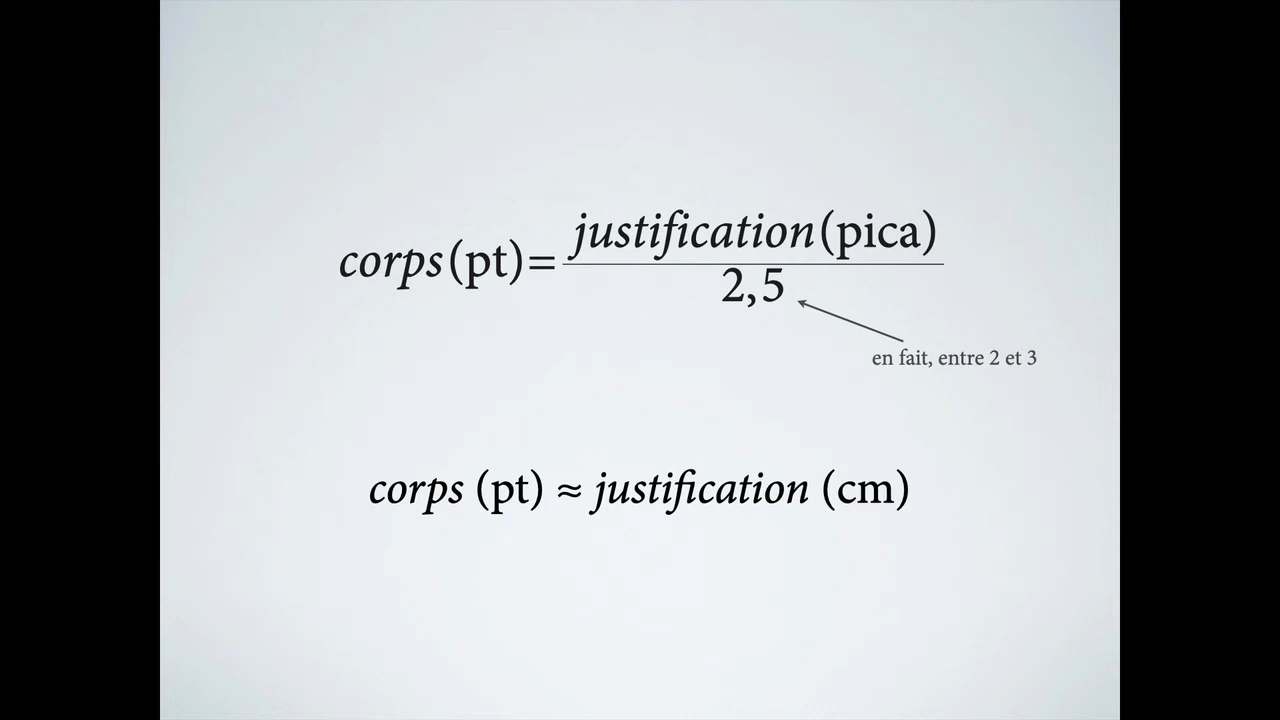 corps(pt)=justification(pica)
2,5
en fait, entre 2 et 3
corps (pt) ≈ justification (cm)